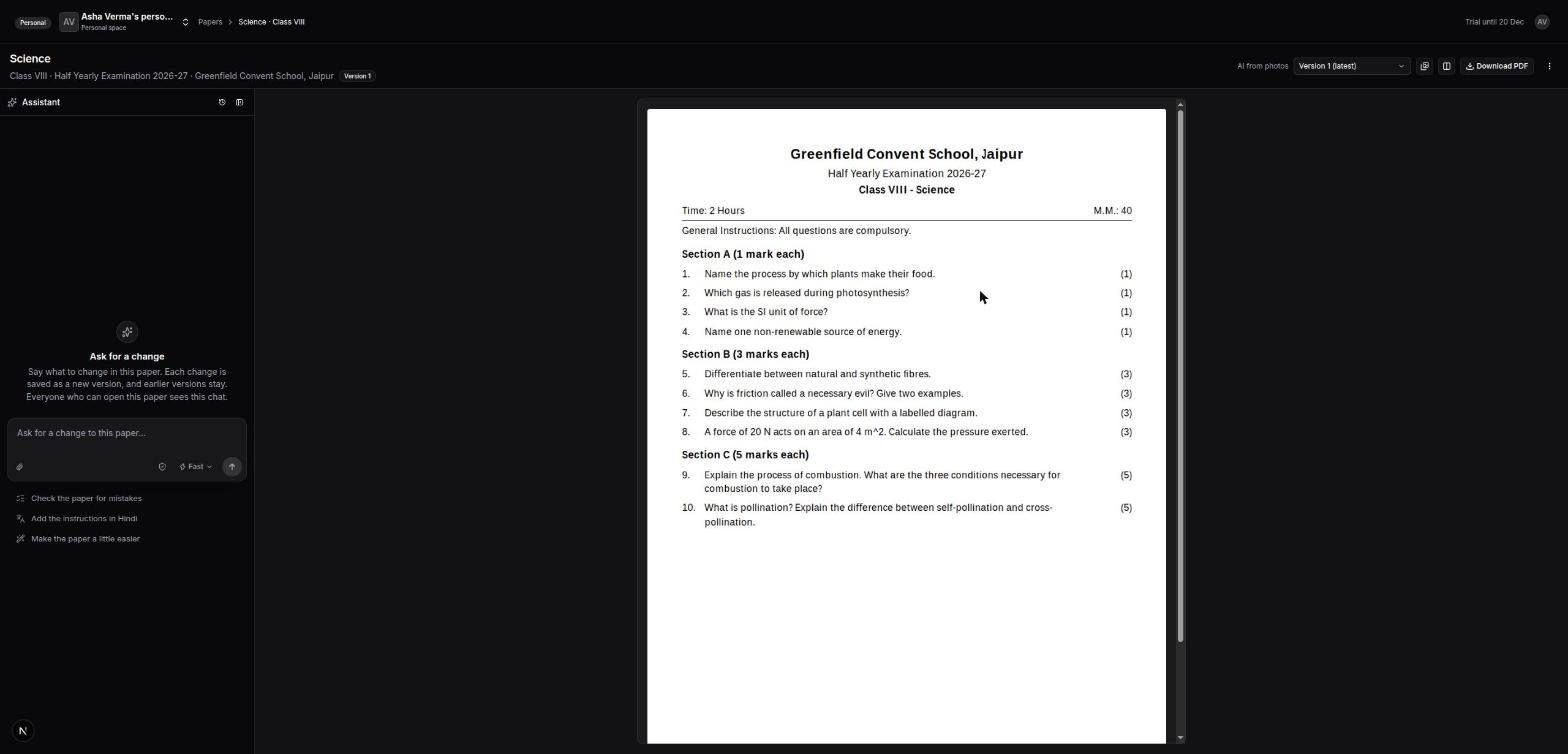 Personal
AV
Asha Verma's perso...
Personal space
Papers > Science · Class VIII
Trial until 20 Dec
AV
Science
Class VIII · Half Yearly Examination 2026-27 · Greenfield Convent School, Jaipur
Version 1
AI from photos
Version 1 (latest)
Download PDF
Assistant
Ask for a change
Say what to change in this paper. Each change is
saved as a new version, and earlier versions stay.
Everyone who can open this paper sees this chat.
Ask for a change to this paper...
Fast
Check the paper for mistakes
Add the instructions in Hindi
Make the paper a little easier
N
Greenfield Convent School, Jaipur
Half Yearly Examination 2026-27
Class VIII - Science
Time: 2 Hours M.M.: 40
General Instructions: All questions are compulsory.
Section A (1 mark each)
1. Name the process by which plants make their food. (1)
2. Which gas is released during photosynthesis? (1)
3. What is the SI unit of force? (1)
4. Name one non-renewable source of energy. (1)
Section B (3 marks each)
5. Differentiate between natural and synthetic fibres. (3)
6. Why is friction called a necessary evil? Give two examples. (3)
7. Describe the structure of a plant cell with a labelled diagram. (3)
8. A force of 20 N acts on an area of 4 m^2. Calculate the pressure exerted. (3)
Section C (5 marks each)
9. Explain the process of combustion. What are the three conditions necessary for (5)
combustion to take place?
10. What is pollination? Explain the difference between self-pollination and cross- (5)
pollination.